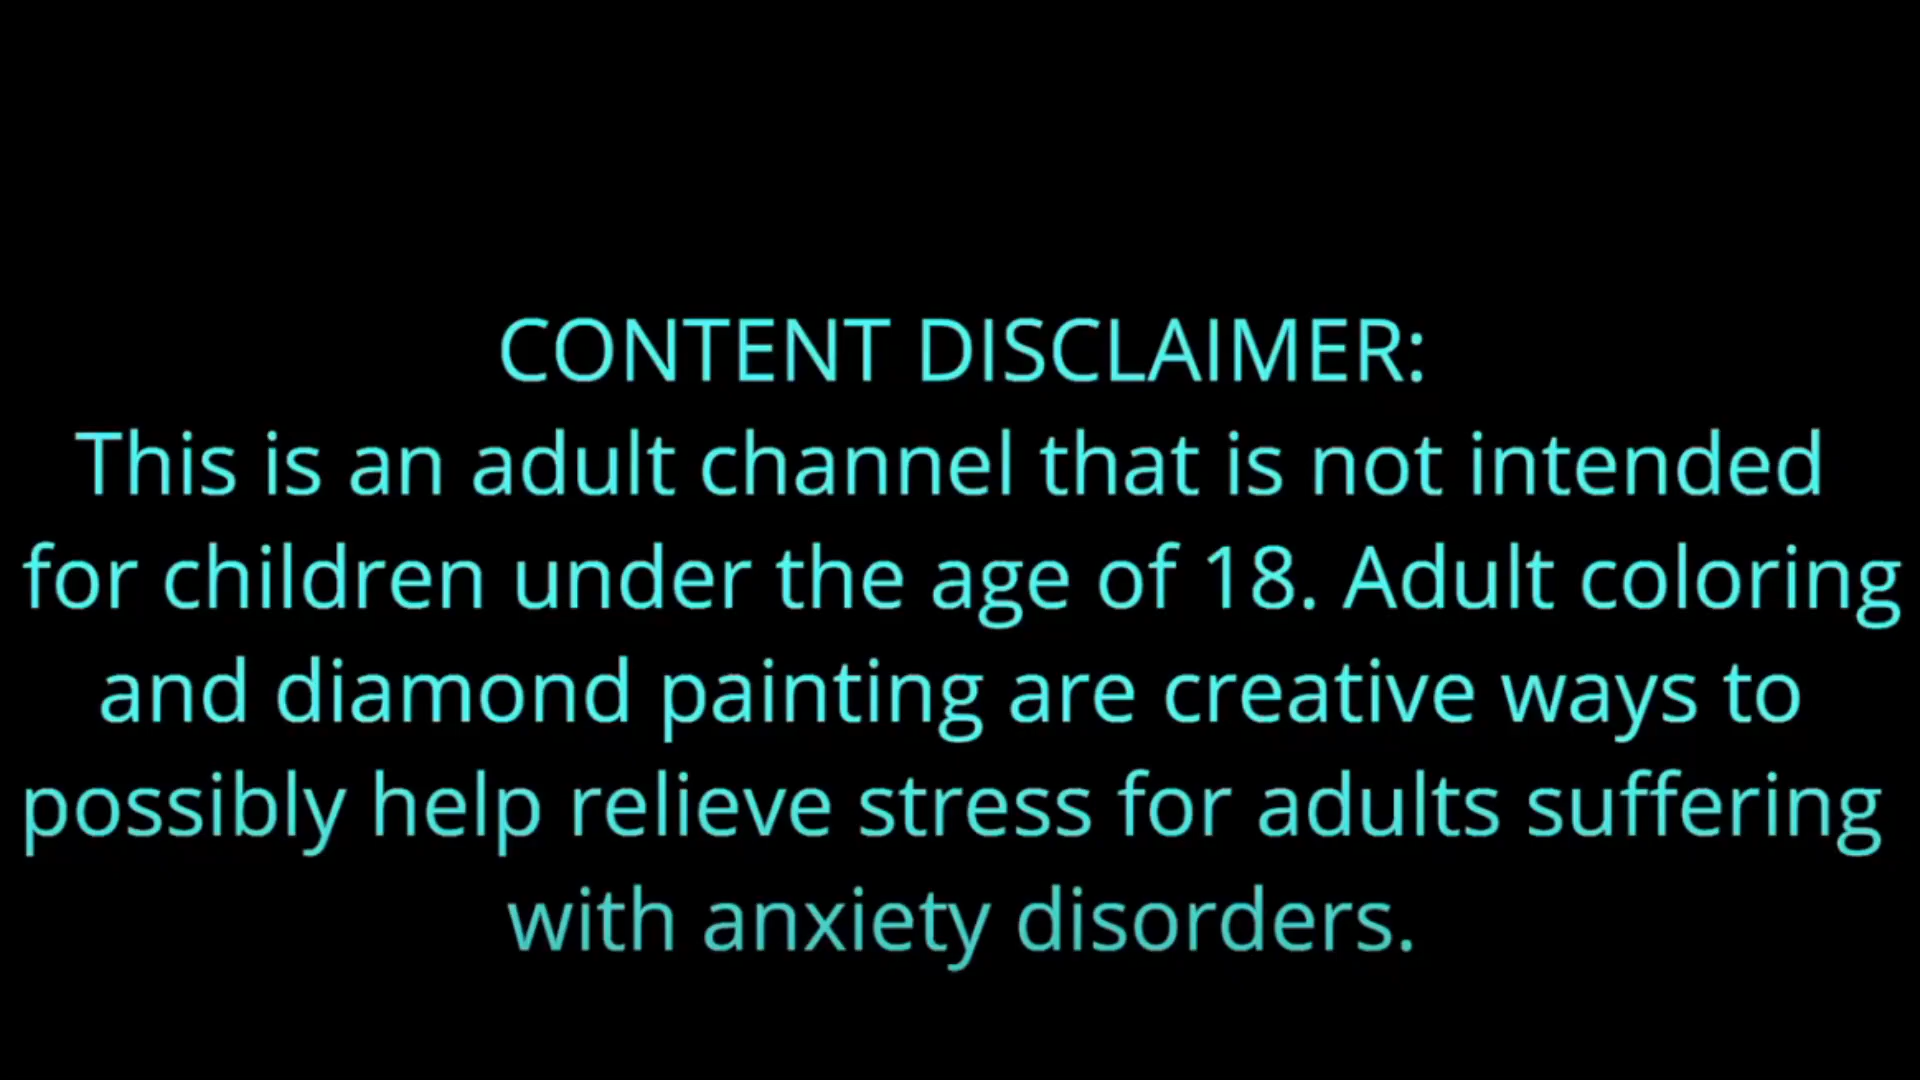 CONTENT DISCLAIMER:
This is an adult channel that is not intended
for children under the age of 18. Adult coloring
and diamond painting are creative ways to
possibly help relieve stress for adults suffering
with anxiety disorders.